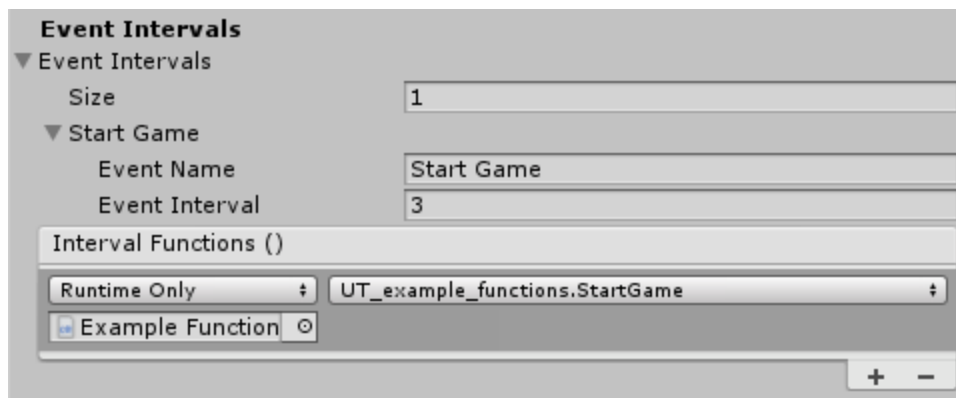 Event Intervals
Event Intervals
Size 1
Start Game
Event Name Start Game
Event Interval 3
Interval Functions ()
Runtime Only UT_example_functions.StartGame
Example Function
+ −